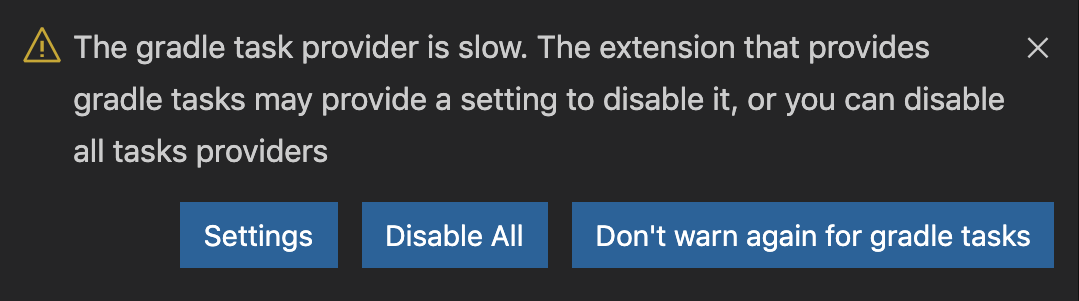 The gradle task provider is slow. The extension that provides
gradle tasks may provide a setting to disable it, or you can disable
all tasks providers
Settings
Disable All
Don't warn again for gradle tasks